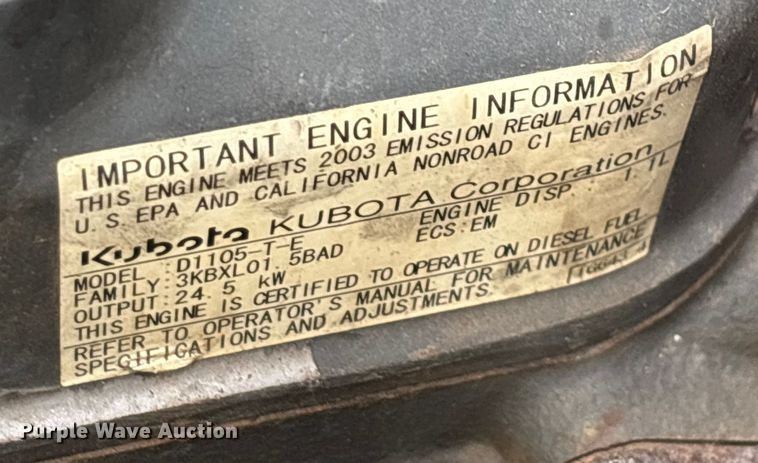 IMPORTANT ENGINE INFORMATION
THIS ENGINE MEETS 2003 EMISSION REGULATIONS FOR
U.S EPA AND CALIFORNIA NONROAD CI ENGINES.
Kubota KUBOTA Corporation
MODEL :D1105-T-E ENGINE DISP. : 1.1L
FAMILY:3KBXL01.5BAD ECS:EM
OUTPUT:24.5 kW
THIS ENGINE IS CERTIFIED TO OPERATE ON DIESEL FUEL
REFER TO OPERATOR'S MANUAL FOR MAINTENANCE
SPECIFICATIONS AND ADJUSTMENTS.
Purple Wave Auction